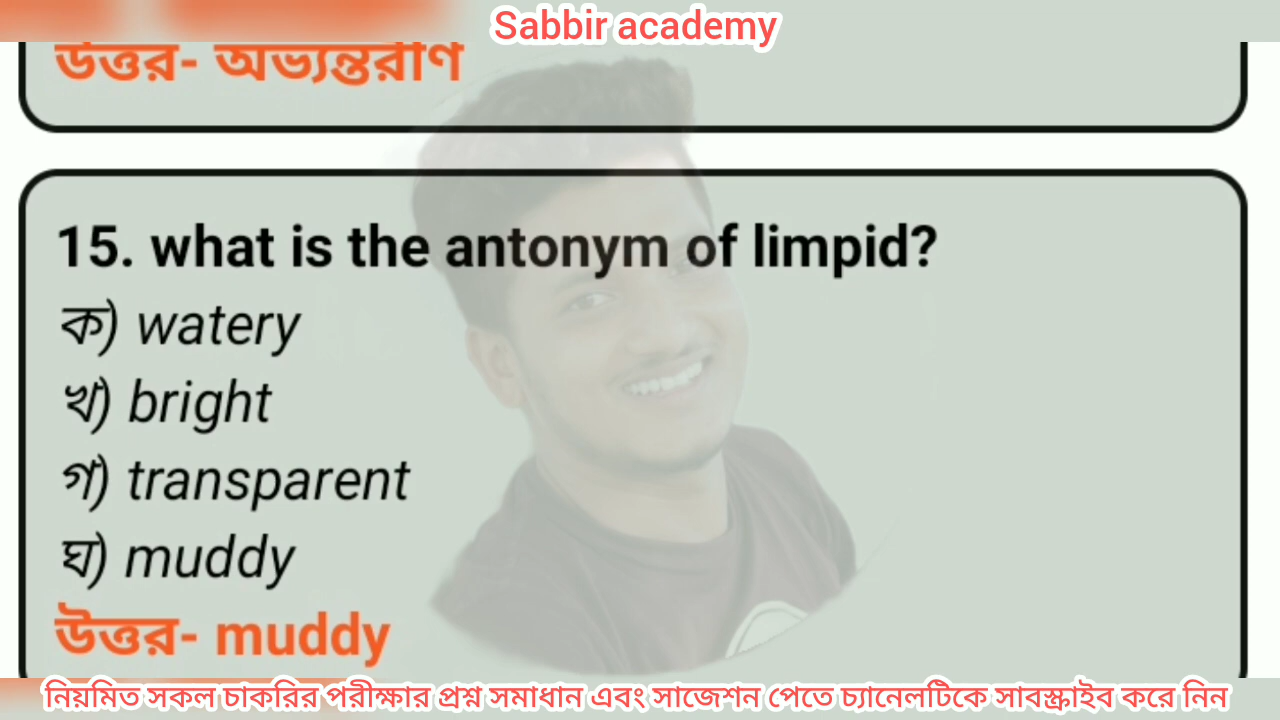 Sabbir academy
উত্তর- অভ্যন্তরীণ
15. what is the antonym of limpid?
ক) watery
খ) bright
গ) transparent
ঘ) muddy
উত্তর- muddy
নিয়মিত সকল চাকরির পরীক্ষার প্রশ্ন সমাধান এবং সাজেশন পেতে চ্যানেলটিকে সাবস্ক্রাইব করে নিন